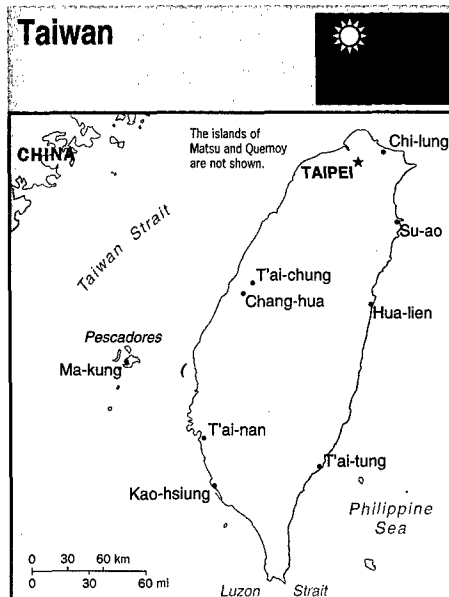 Taiwan
The islands of
Matsu and Quemoy
are not shown.
CHINA
Chi-lung
TAIPEI
Taiwan Strait
Su-ao
T'ai-chung
Chang-hua
Hua-lien
Pescadores
Ma-kung
T'ai-nan
T'ai-tung
Kao-hsiung
Philippine
Sea
0 30 60 km
0 30 60 mi
Luzon Strait